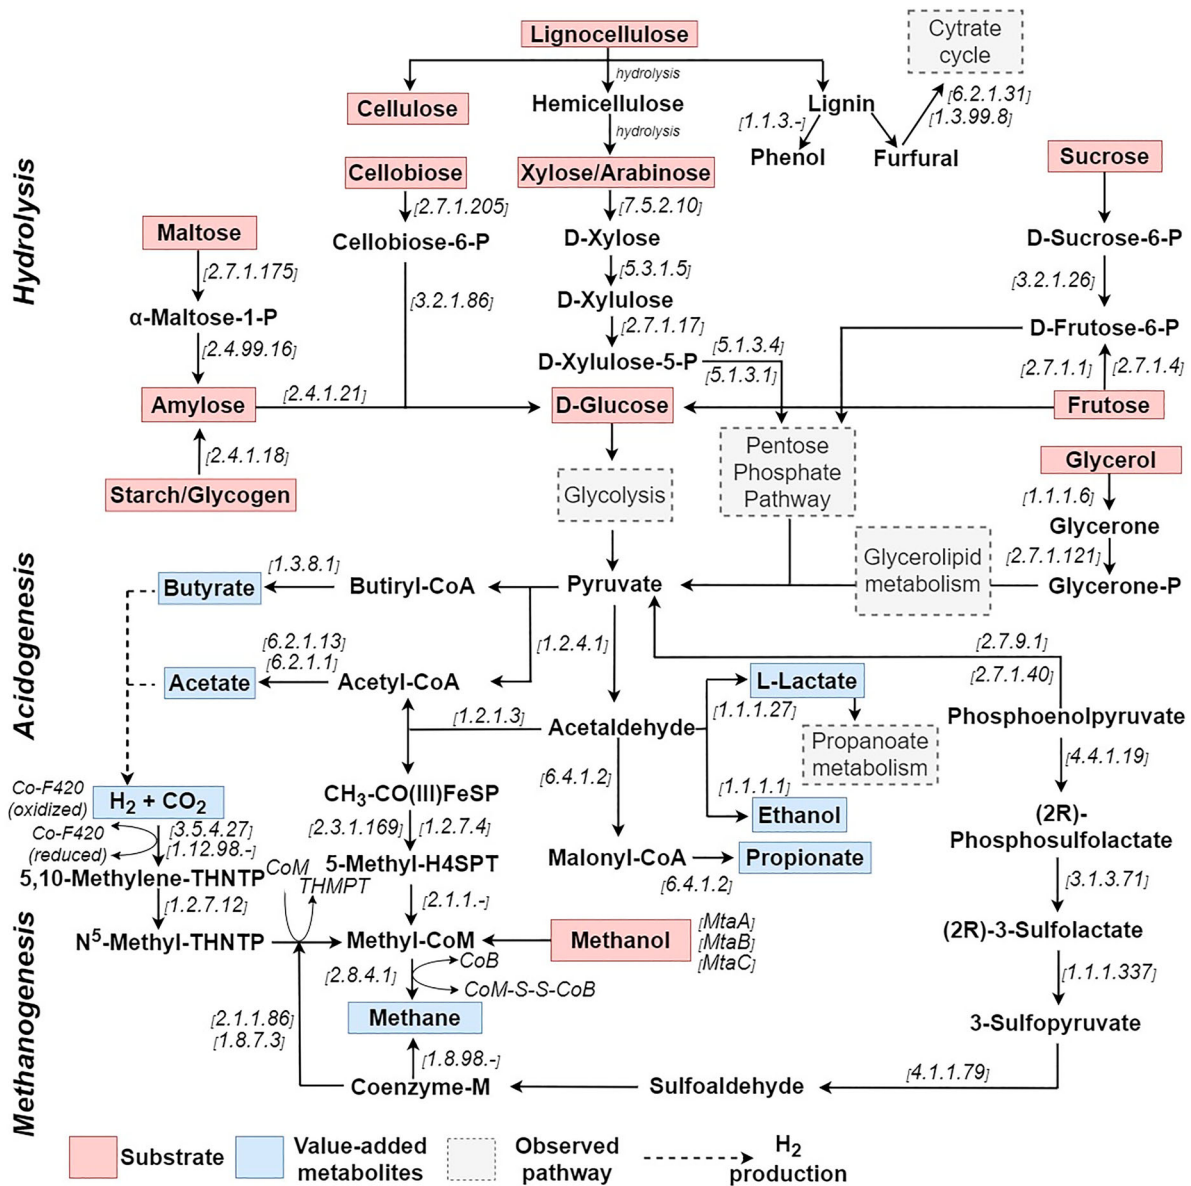 Lignocellulose
Cytrate
cycle
hydrolysis
Cellulose
Hemicellulose
Lignin
[6.2.1.31]
[1.3.99.8]
[1.1.3.-]
hydrolysis
Phenol
Furfural
Sucrose
Cellobiose
Xylose/Arabinose
[2.7.1.205]
[7.5.2.10]
Maltose
Cellobiose-6-P
D-Xylose
D-Sucrose-6-P
Hydrolysis
[2.7.1.175]
[5.3.1.5]
[3.2.1.26]
[3.2.1.86]
D-Xylulose
α-Maltose-1-P
[2.7.1.17]
D-Frutose-6-P
[2.4.99.16]
D-Xylulose-5-P
[5.1.3.4]
[5.1.3.1]
[2.7.1.1]
[2.7.1.4]
Amylose
[2.4.1.21]
D-Glucose
Frutose
[2.4.1.18]
Pentose
Phosphate
Pathway
Glycerol
Starch/Glycogen
Glycolysis
[1.1.1.6]
Glycerone
[2.7.1.121]
Glycerolipid
metabolism
Glycerone-P
Acidogenesis
Butyrate
[1.3.8.1]
Butiryl-CoA
Pyruvate
[6.2.1.13]
[6.2.1.1]
[1.2.4.1]
[2.7.9.1]
[2.7.1.40]
Acetate
Acetyl-CoA
L-Lactate
[1.2.1.3]
Acetaldehyde
[1.1.1.27]
Phosphoenolpyruvate
Propanoate
metabolism
[4.4.1.19]
[6.4.1.2]
[1.1.1.1]
Co-F420
(oxidized)
H2 + CO2
CH3-CO(III)FeSP
Ethanol
(2R)-
Phosphosulfolactate
Co-F420
(reduced)
[3.5.4.27]
[1.12.98.-]
[2.3.1.169]
[1.2.7.4]
5,10-Methylene-THNTP
CoM
THMPT
5-Methyl-H4SPT
Malonyl-CoA
Propionate
[6.4.1.2]
[3.1.3.71]
[1.2.7.12]
[2.1.1.-]
Methanogenesis
N5-Methyl-THNTP
Methyl-CoM
Methanol
[MtaA]
[MtaB]
[MtaC]
(2R)-3-Sulfolactate
[2.8.4.1]
CoB
CoM-S-S-CoB
[1.1.1.337]
Methane
[2.1.1.86]
[1.8.7.3]
3-Sulfopyruvate
[1.8.98.-]
Coenzyme-M
Sulfoaldehyde
[4.1.1.79]
Substrate
Value-added
metabolites
Observed
pathway
H2
production